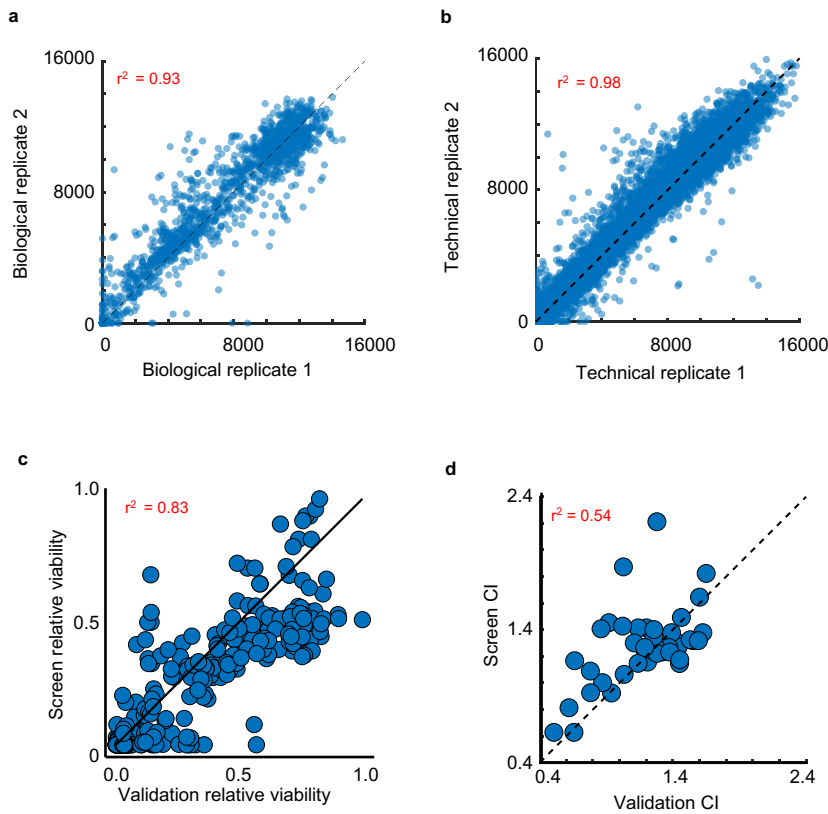 a
16000
r² = 0.93
Biological replicate 2
8000
0
0
8000
16000
Biological replicate 1
b
16000
r² = 0.98
Technical replicate 2
8000
0
0
8000
16000
Technical replicate 1
c
1.0
r² = 0.83
Screen relative viability
0.5
0
0.0
0.5
1.0
Validation relative viability
d
2.4
r² = 0.54
Screen CI
1.4
0.4
0.4
1.4
2.4
Validation CI